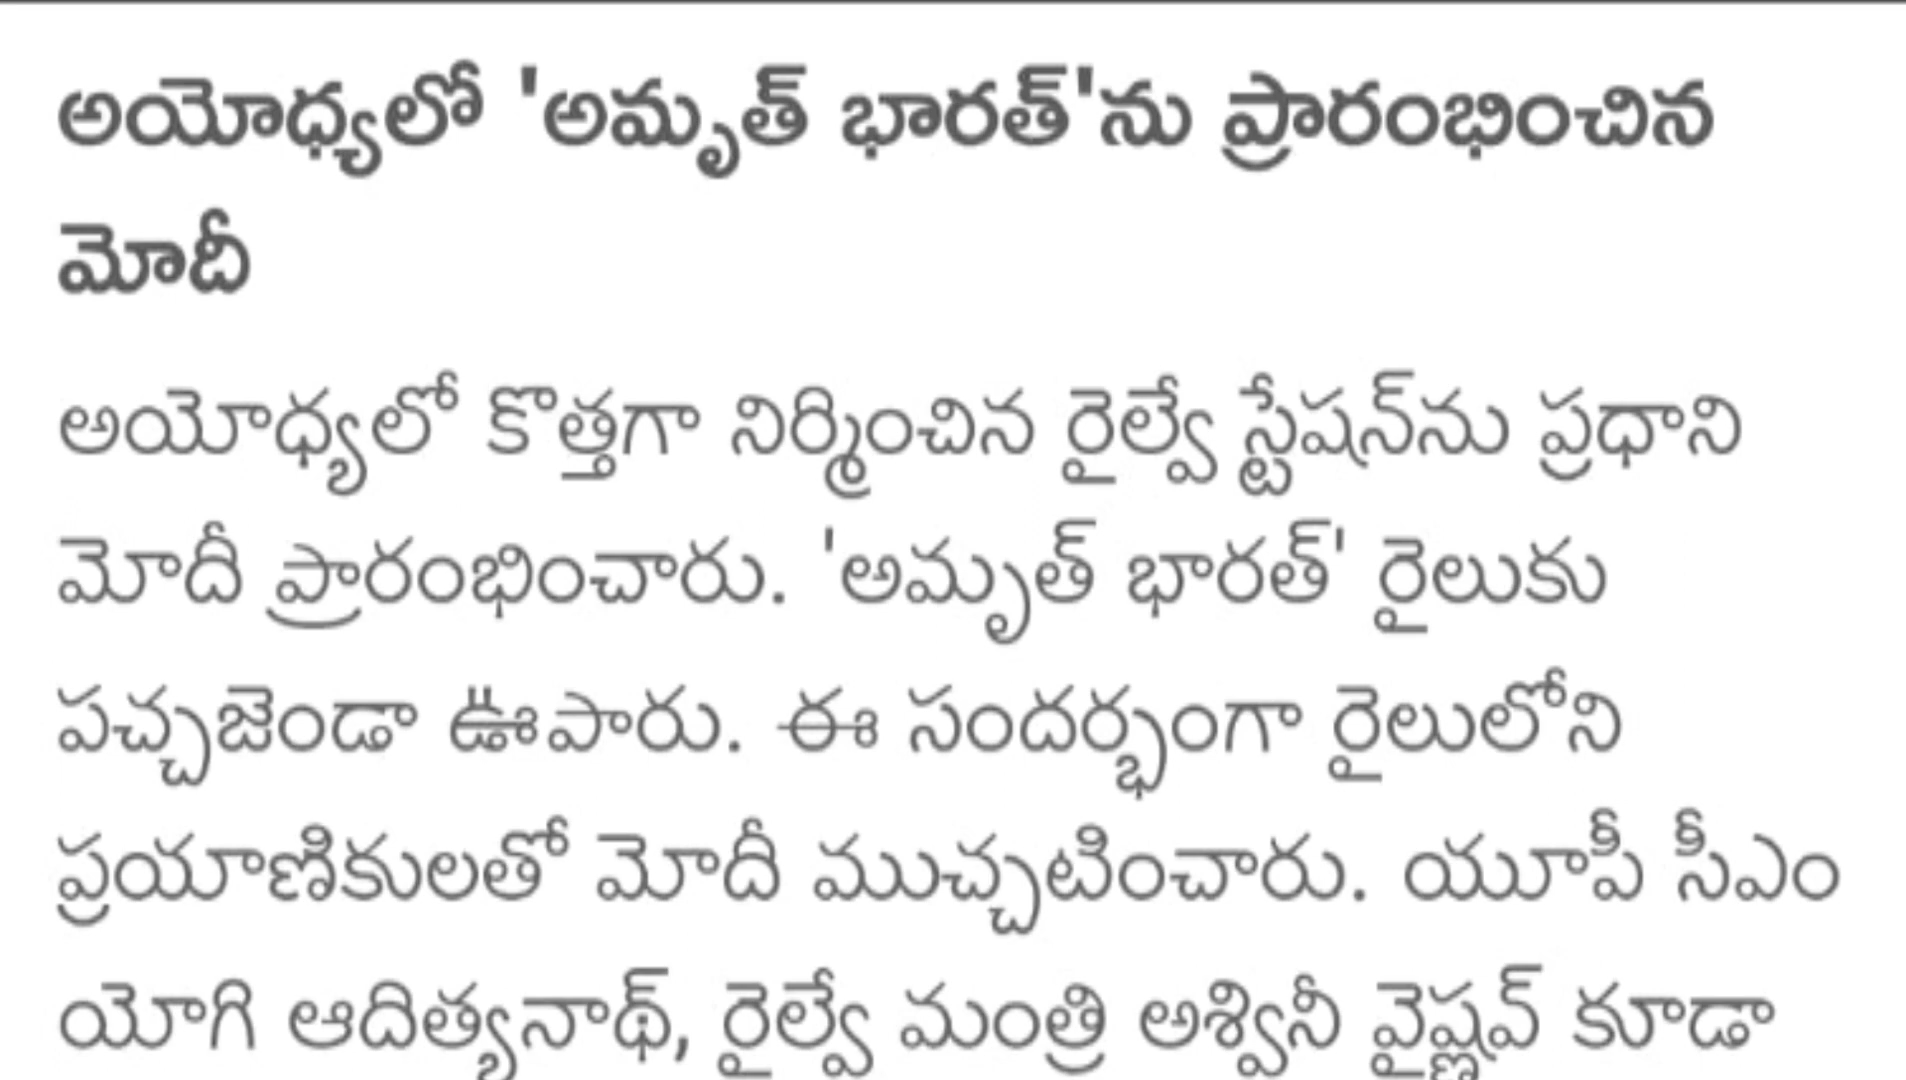 అయోధ్యలో 'అమృత్ భారత్'ను ప్రారంభించిన
మోదీ
అయోధ్యలో కొత్తగా నిర్మించిన రైల్వే స్టేషన్‌ను ప్రధాని
మోదీ ప్రారంభించారు. 'అమృత్ భారత్' రైలుకు
పచ్చజెండా ఊపారు. ఈ సందర్భంగా రైలులోని
ప్రయాణికులతో మోదీ ముచ్చటించారు. యూపీ సీఎం
యోగి ఆదిత్యనాథ్, రైల్వే మంత్రి అశ్వినీ వైష్ణవ్ కూడా